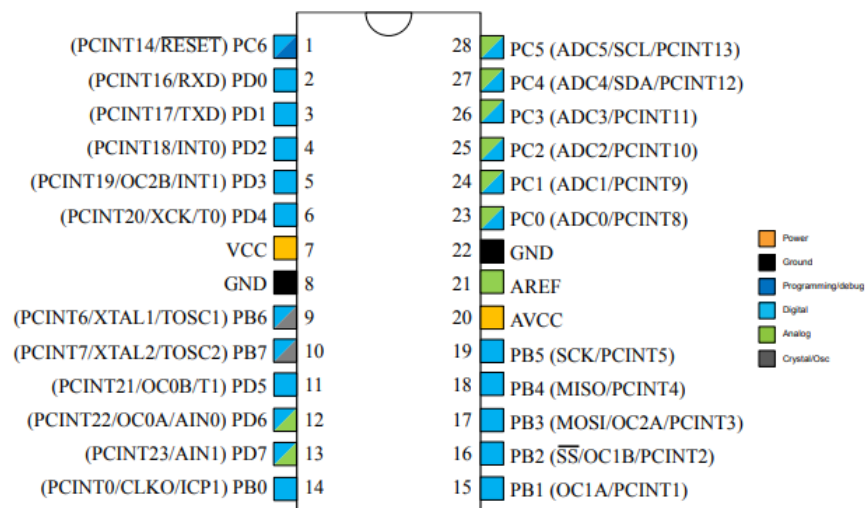 (PCINT14/RESET) PC6 1
(PCINT16/RXD) PD0 2
(PCINT17/TXD) PD1 3
(PCINT18/INT0) PD2 4
(PCINT19/OC2B/INT1) PD3 5
(PCINT20/XCK/T0) PD4 6
VCC 7
GND 8
(PCINT6/XTAL1/TOSC1) PB6 9
(PCINT7/XTAL2/TOSC2) PB7 10
(PCINT21/OC0B/T1) PD5 11
(PCINT22/OC0A/AIN0) PD6 12
(PCINT23/AIN1) PD7 13
(PCINT0/CLKO/ICP1) PB0 14
28 PC5 (ADC5/SCL/PCINT13)
27 PC4 (ADC4/SDA/PCINT12)
26 PC3 (ADC3/PCINT11)
25 PC2 (ADC2/PCINT10)
24 PC1 (ADC1/PCINT9)
23 PC0 (ADC0/PCINT8)
22 GND
21 AREF
20 AVCC
19 PB5 (SCK/PCINT5)
18 PB4 (MISO/PCINT4)
17 PB3 (MOSI/OC2A/PCINT3)
16 PB2 (SS/OC1B/PCINT2)
15 PB1 (OC1A/PCINT1)
Power
Ground
Programming/debug
Digital
Analog
Crystal/Osc